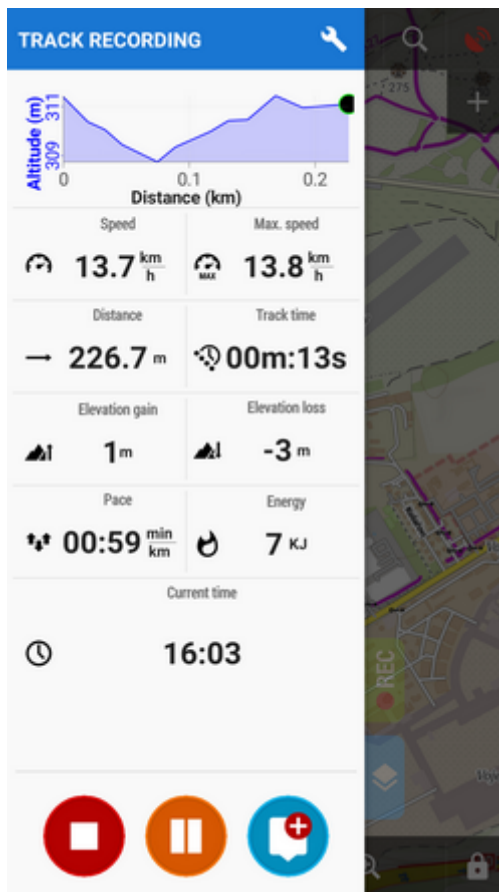 TRACK RECORDING
275
Altitude (m)
311
309
0
0.1
0.2
Distance (km)
Speed
Max. speed
13.7 km/h
MAX
13.8 km/h
Distance
Track time
226.7 m
00m:13s
Elevation gain
Elevation loss
1 m
-3 m
Pace
Energy
00:59 min/km
7 KJ
Current time
16:03
REC